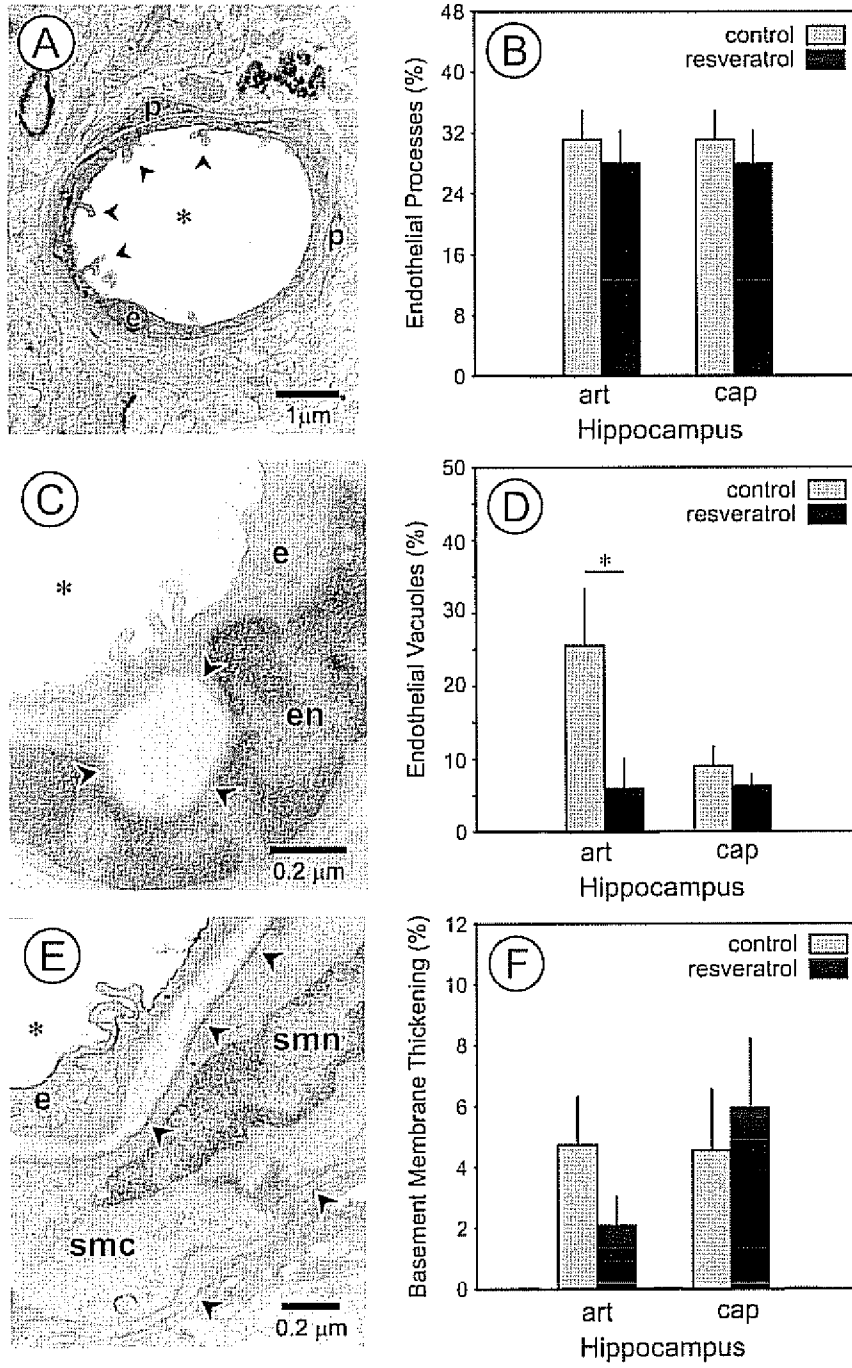 A
p
p
*
e
1μm
B
control
resveratrol
Endothelial Processes (%)
48
40
32
24
16
8
0
art
cap
Hippocampus
C
e
*
en
0.2 μm
D
control
resveratrol
Endothelial Vacuoles (%)
50
40
30
20
10
0
*
art
cap
Hippocampus
E
*
e
smn
smc
0.2 μm
F
control
resveratrol
Basement Membrane Thickening (%)
12
10
8
6
4
2
0
art
cap
Hippocampus